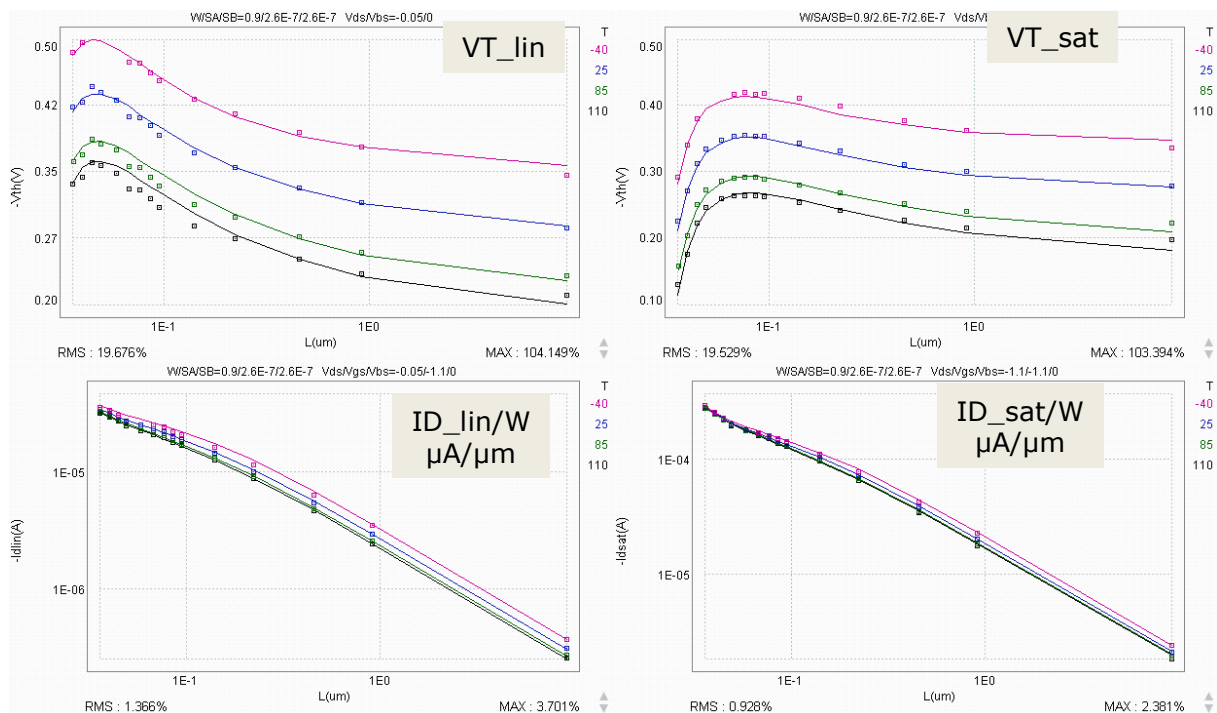 W/SA/SB=0.9/2.6E-7/2.6E-7 Vds/Vbs=-0.05/0
VT_lin
T
-40
25
85
110
0.50
0.42
0.35
0.27
0.20
-Vth(V)
1E-1
1E0
L(um)
RMS : 19.676%
MAX : 104.149%
W/SA/SB=0.9/2.6E-7/2.6E-7 Vds/Vb
VT_sat
T
-40
25
85
110
0.50
0.40
0.30
0.20
0.10
-Vth(V)
1E-1
1E0
L(um)
RMS : 19.529%
MAX : 103.394%
W/SA/SB=0.9/2.6E-7/2.6E-7 Vds/Vgs/Vbs=-0.05/-1.1/0
ID_lin/W
µA/µm
T
-40
25
85
110
1E-05
1E-06
-Idlin(A)
1E-1
1E0
L(um)
RMS : 1.366%
MAX : 3.701%
W/SA/SB=0.9/2.6E-7/2.6E-7 Vds/Vgs/Vbs=-1.1/-1.1/0
ID_sat/W
µA/µm
T
-40
25
85
110
1E-04
1E-05
-Idsat(A)
1E-1
1E0
L(um)
RMS : 0.928%
MAX : 2.381%